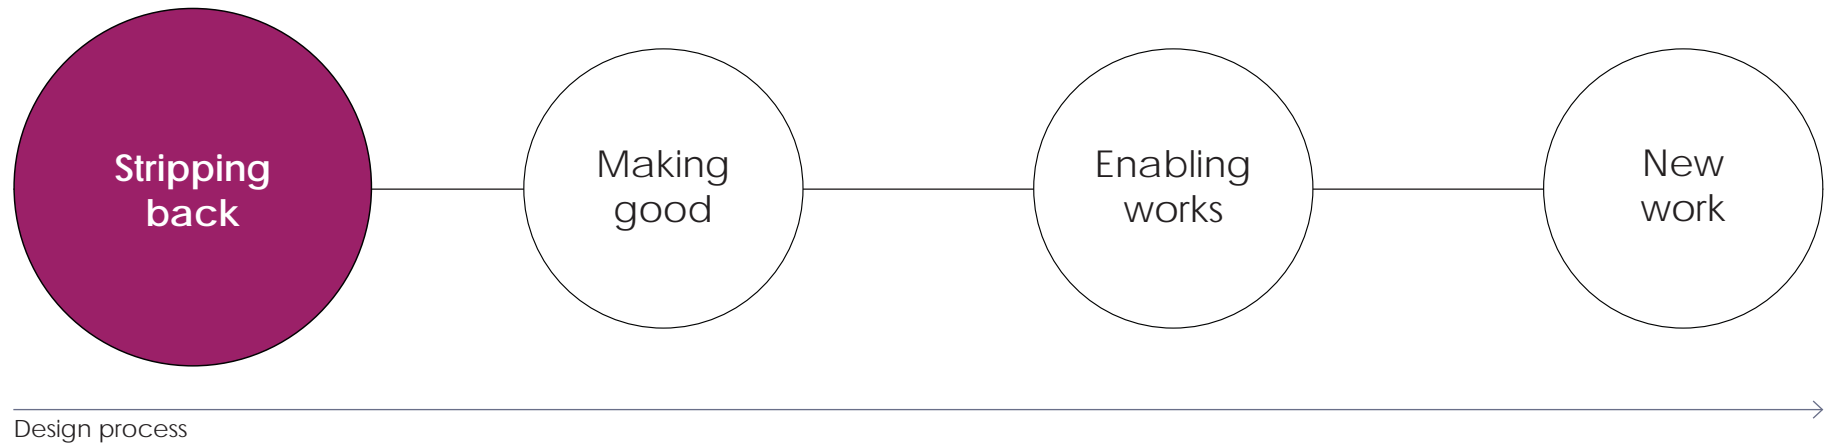 Stripping
back
Making
good
Enabling
works
New
work
Design process